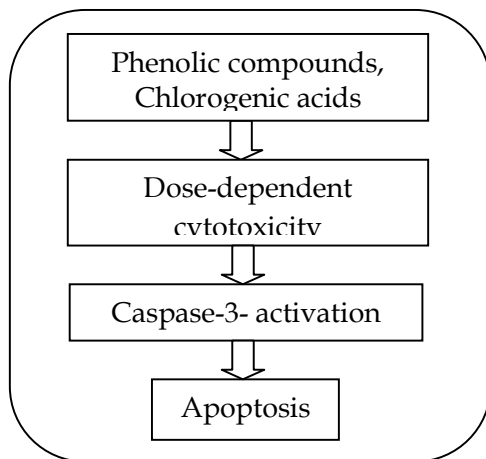 Phenolic compounds,
Chlorogenic acids
Dose-dependent
cytotoxicity
Caspase-3- activation
Apoptosis